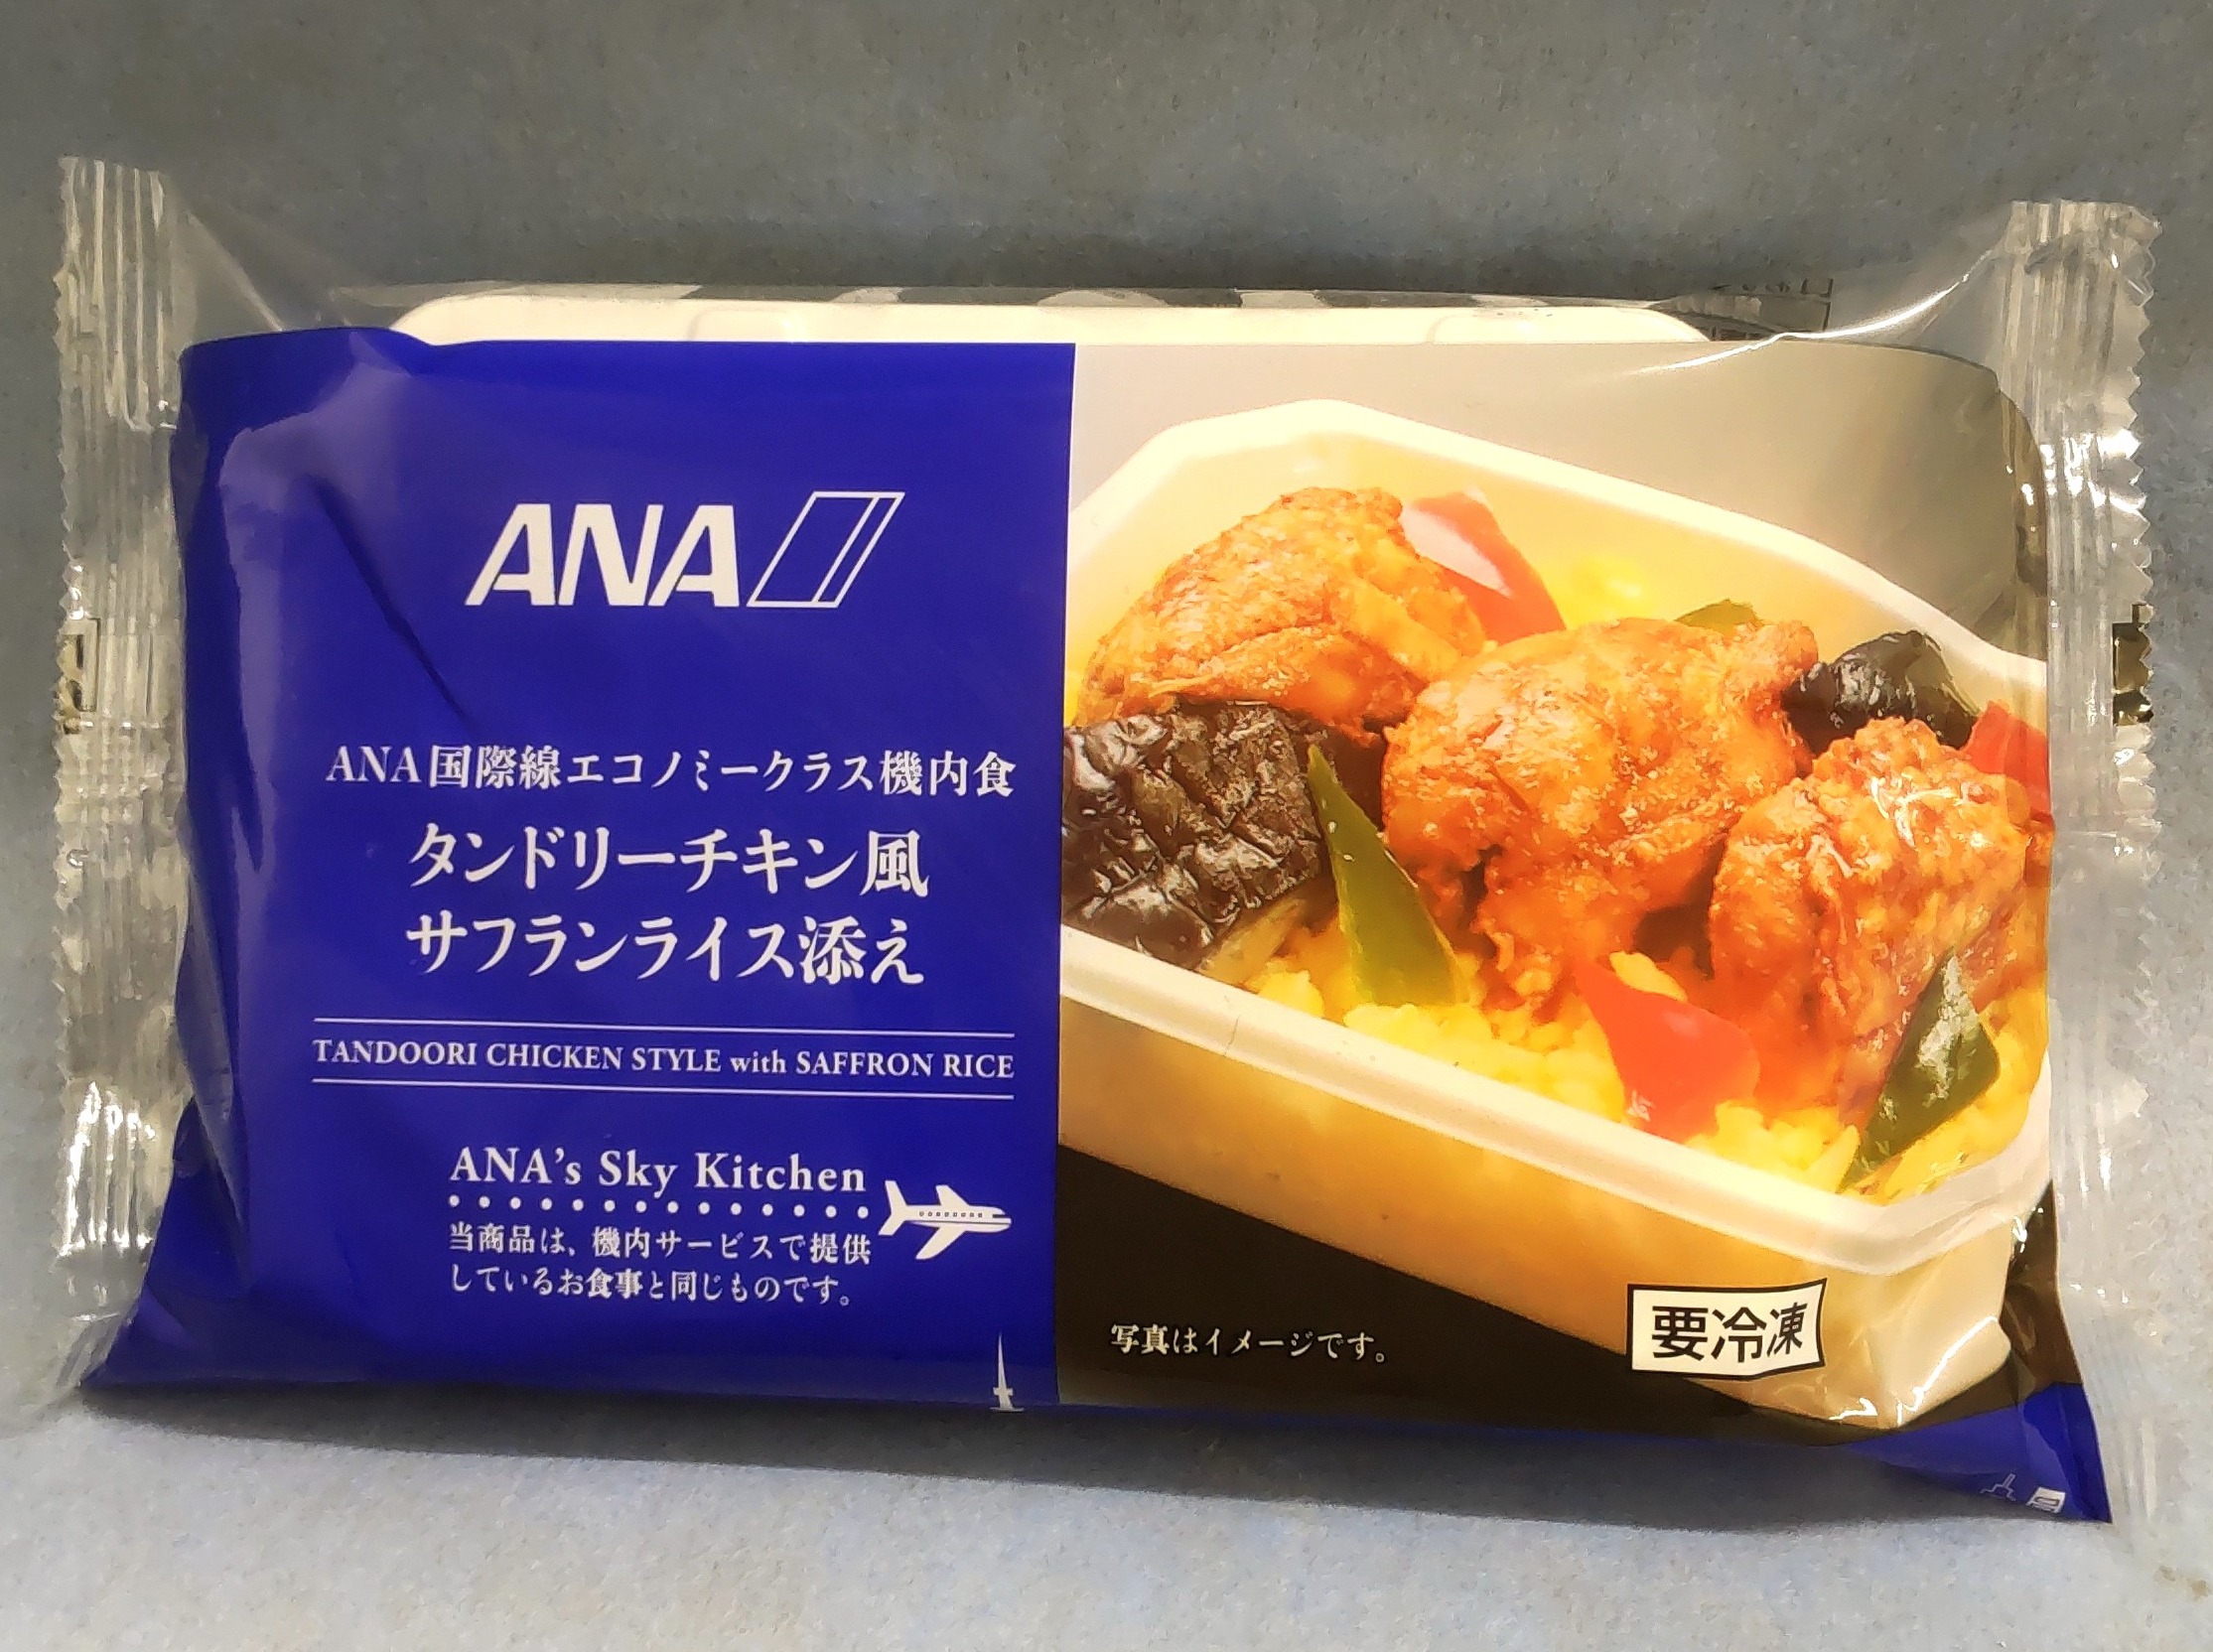 ANA
ANA国際線エコノミークラス機内食
タンドリーチキン風
サフランライス添え
TANDOORI CHICKEN STYLE with SAFFRON RICE
ANA's Sky Kitchen
当商品は、機内サービスで提供
しているお食事と同じものです。
写真はイメージです。
要冷凍